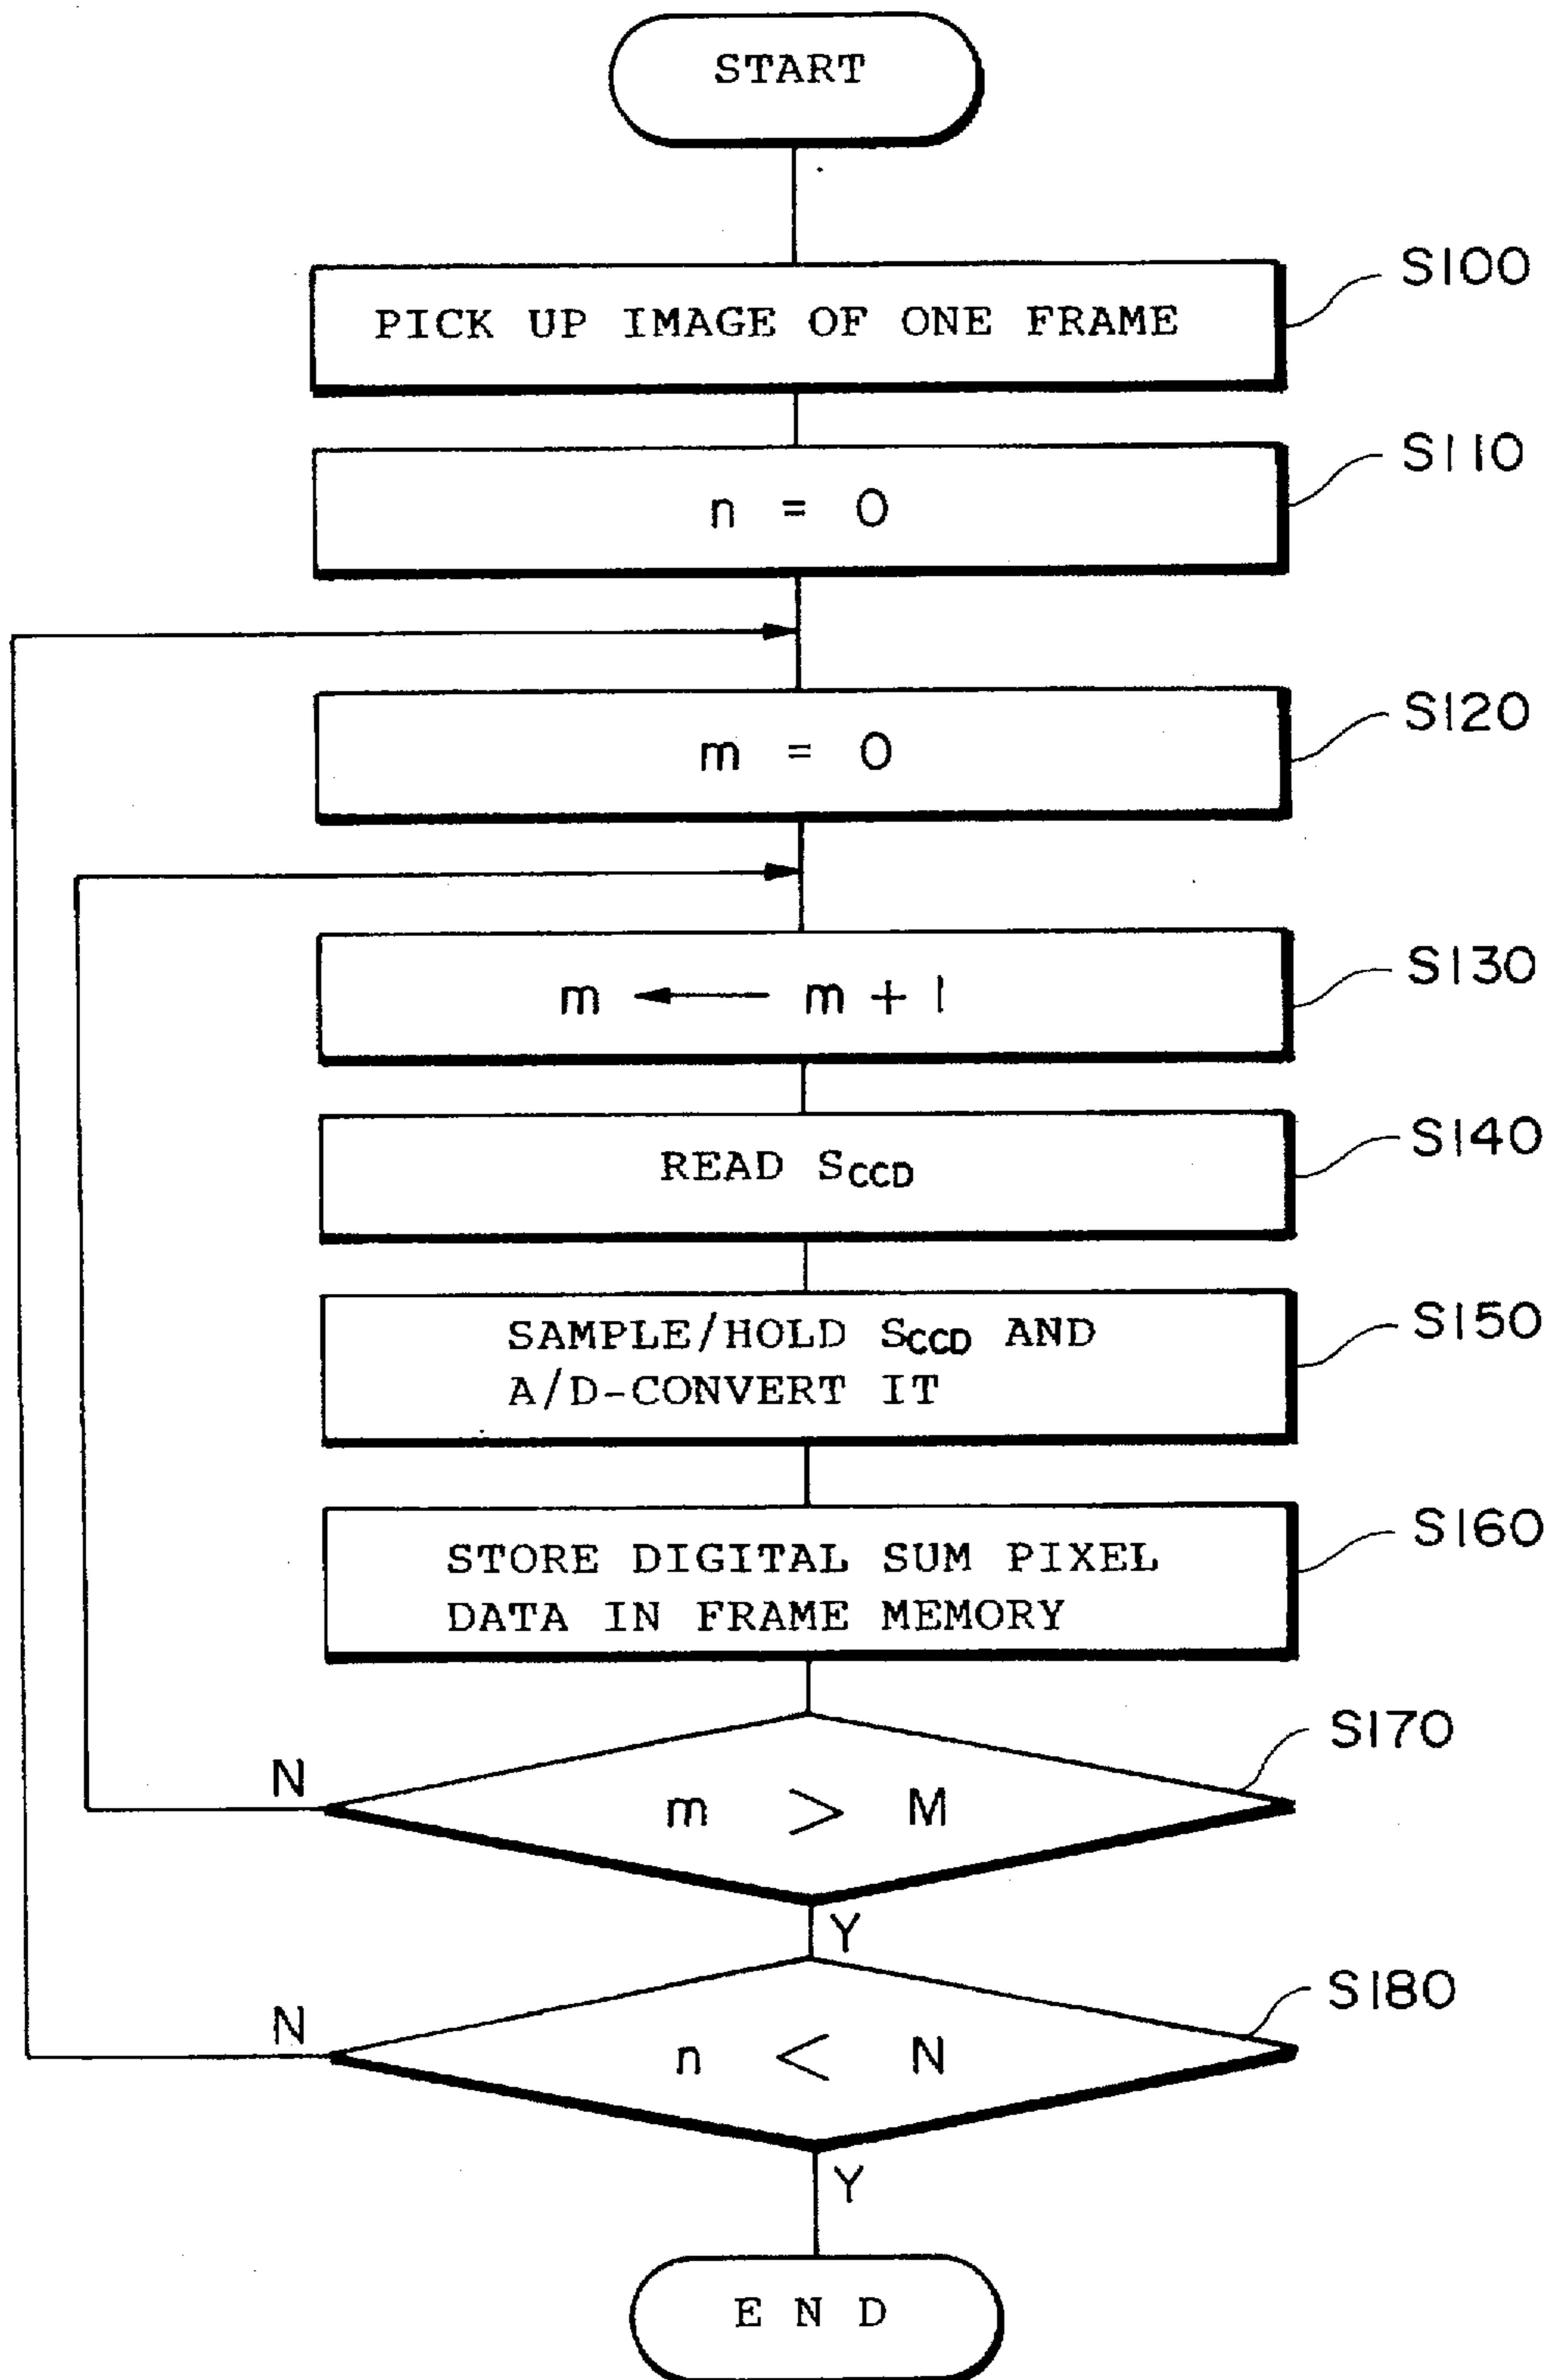 START
PICK UP IMAGE OF ONE FRAME
S100
n = 0
S110
m = 0
S120
m ← m + 1
S130
READ SCCD
S140
SAMPLE/HOLD SCCD AND
A/D-CONVERT IT
S150
STORE DIGITAL SUM PIXEL
DATA IN FRAME MEMORY
S160
S170
N
m > M
Y
S180
N
n < N
Y
END